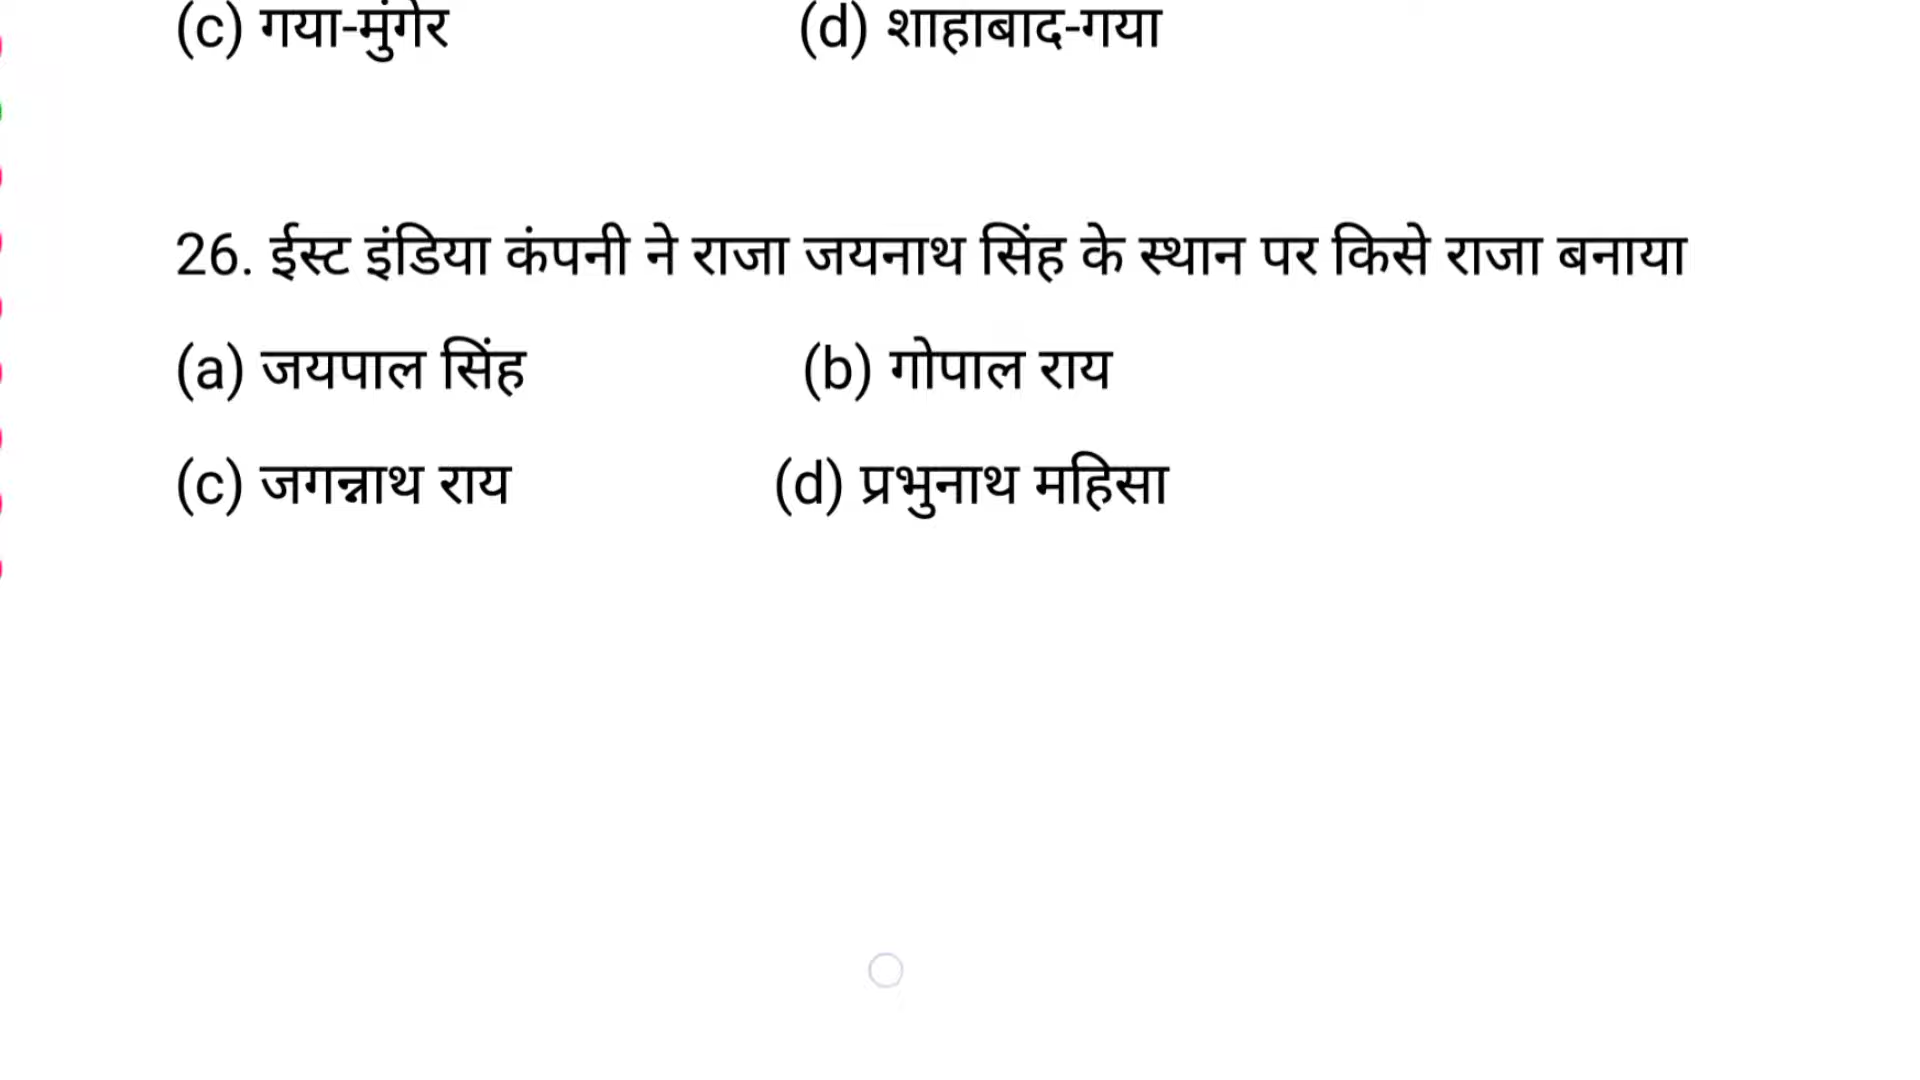 (c) गया-मुंगेर (d) शाहाबाद-गया
26. ईस्ट इंडिया कंपनी ने राजा जयनाथ सिंह के स्थान पर किसे राजा बनाया
(a) जयपाल सिंह (b) गोपाल राय
(c) जगन्नाथ राय (d) प्रभुनाथ महिसा